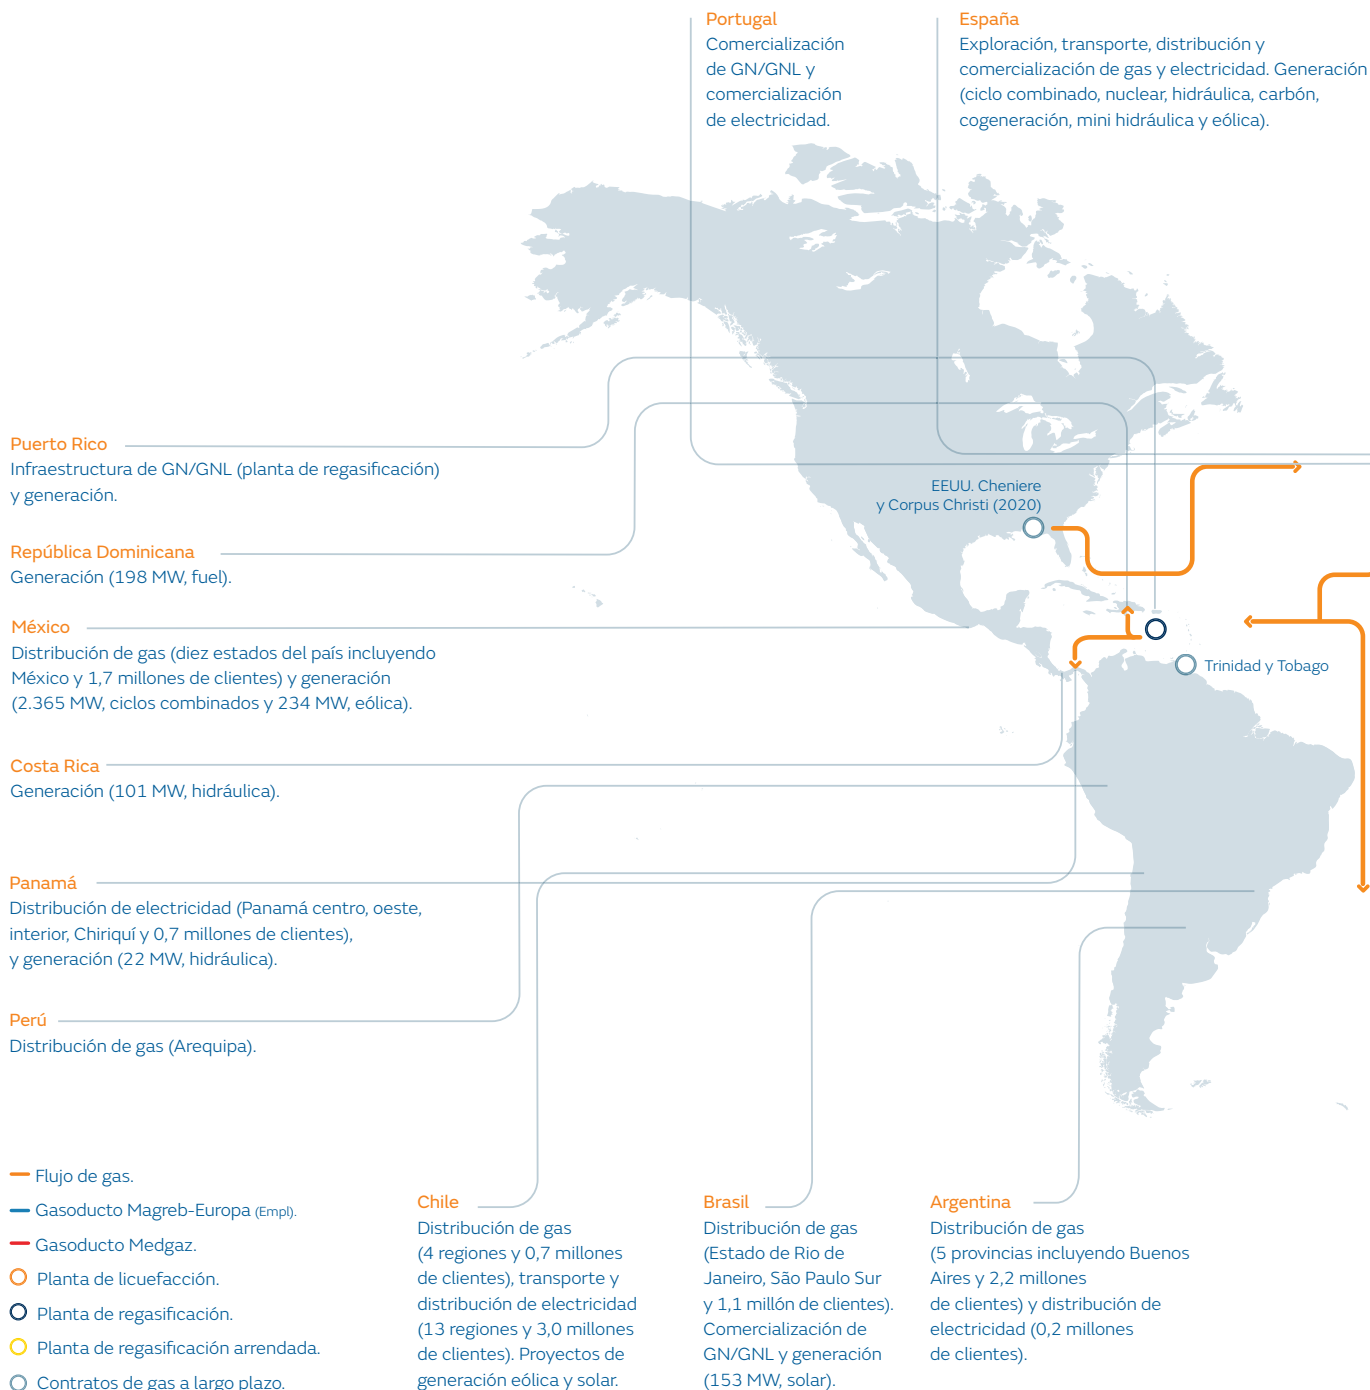 Portugal
Comercialización
de GN/GNL y
comercialización
de electricidad.
España
Exploración, transporte, distribución y
comercialización de gas y electricidad. Generación
(ciclo combinado, nuclear, hidráulica, carbón,
cogeneración, mini hidráulica y eólica).
Puerto Rico
Infraestructura de GN/GNL (planta de regasificación)
y generación.
EEUU. Cheniere
y Corpus Christi (2020)
República Dominicana
Generación (198 MW, fuel).
México
Distribución de gas (diez estados del país incluyendo
México y 1,7 millones de clientes) y generación
(2.365 MW, ciclos combinados y 234 MW, eólica).
Trinidad y Tobago
Costa Rica
Generación (101 MW, hidráulica).
Panamá
Distribución de electricidad (Panamá centro, oeste,
interior, Chiriquí y 0,7 millones de clientes),
y generación (22 MW, hidráulica).
Perú
Distribución de gas (Arequipa).
Flujo de gas.
Gasoducto Magreb-Europa (Empl).
Gasoducto Medgaz.
Planta de licuefacción.
Planta de regasificación.
Planta de regasificación arrendada.
Contratos de gas a largo plazo.
Chile
Distribución de gas
(4 regiones y 0,7 millones
de clientes), transporte y
distribución de electricidad
(13 regiones y 3,0 millones
de clientes). Proyectos de
generación eólica y solar.
Brasil
Distribución de gas
(Estado de Rio de
Janeiro, São Paulo Sur
y 1,1 millón de clientes).
Comercialización de
GN/GNL y generación
(153 MW, solar).
Argentina
Distribución de gas
(5 provincias incluyendo Buenos
Aires y 2,2 millones
de clientes) y distribución de
electricidad (0,2 millones
de clientes).